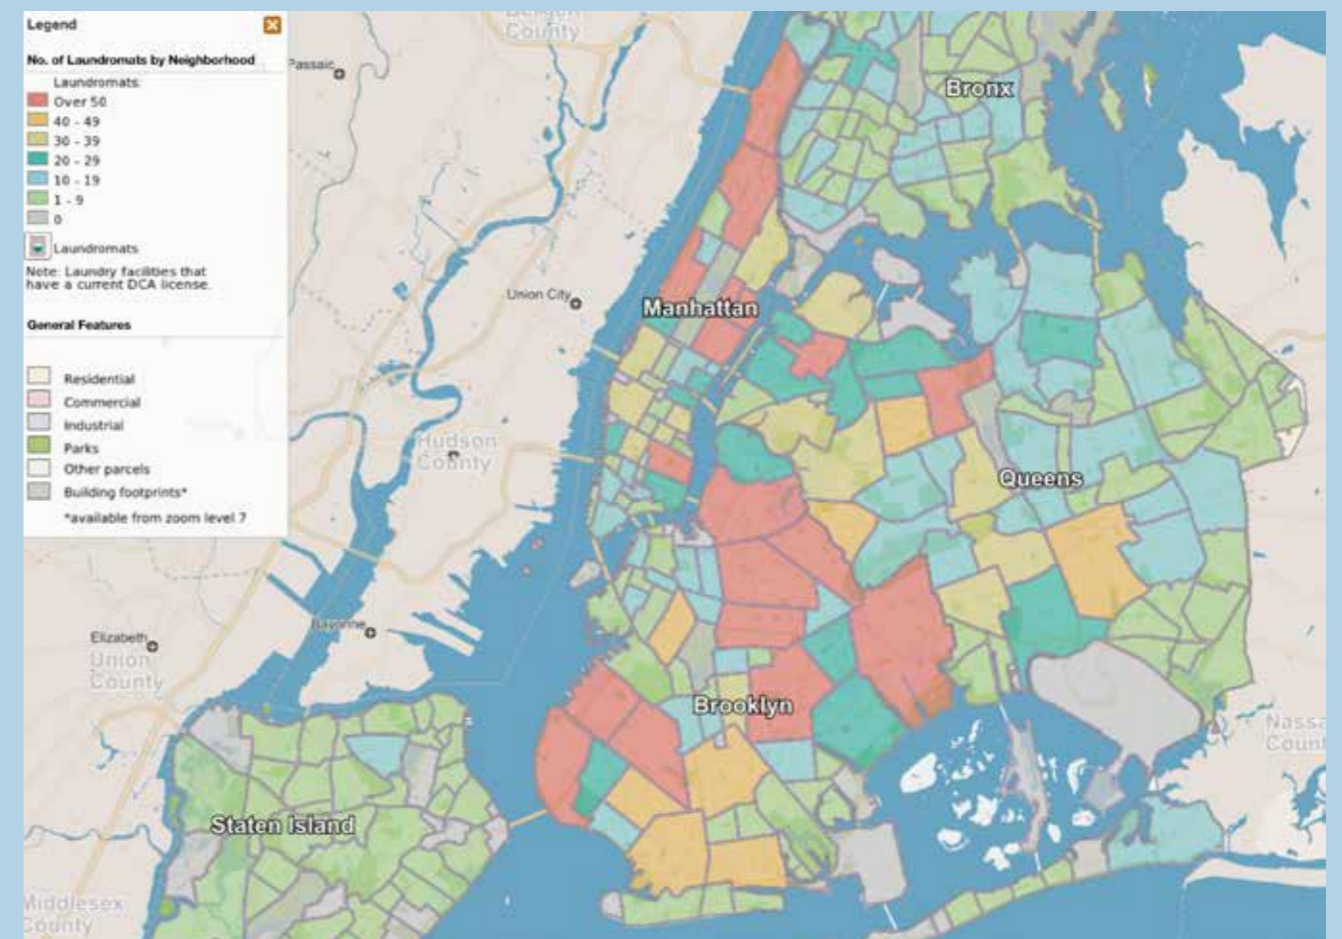 Legend
No. of Laundromats by Neighborhood
Laundromats:
Over 50
40 - 49
30 - 39
20 - 29
10 - 19
1 - 9
0
Laundromats
Note: Laundry facilities that
have a current DCA license.
General Features
Residential
Commercial
Industrial
Parks
Other parcels
Building footprints*
*available from zoom level 7
Bergen
County
Passaic
Bronx
Union City
Manhattan
Hudson
County
Queens
Elizabeth
Bayonne
Union
County
Brooklyn
Nassa
Count
Staten Island
Middlesex
County